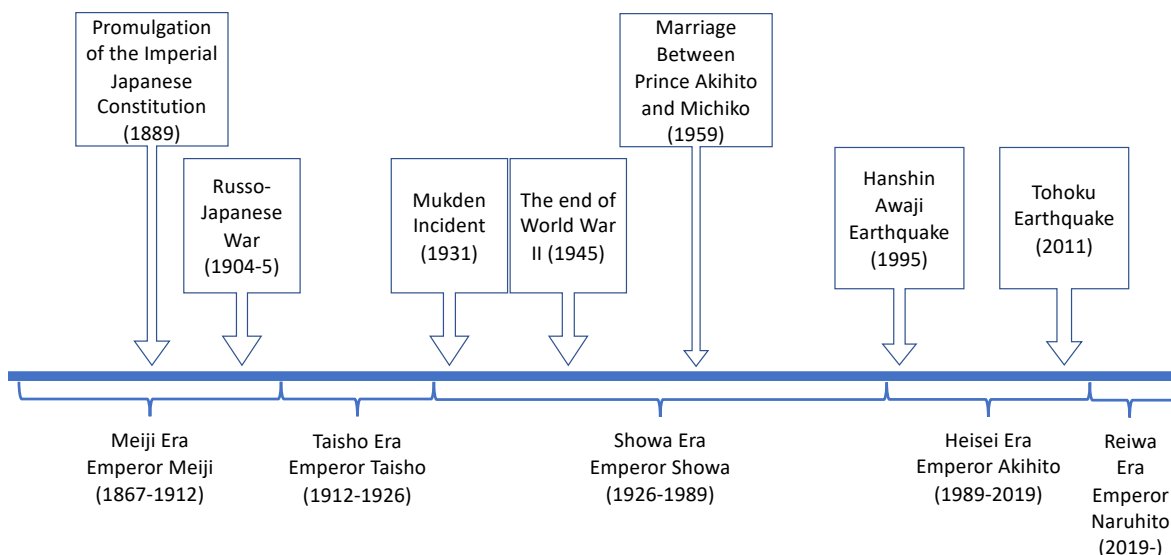 Promulgation
of the Imperial
Japanese
Constitution
(1889)
Russo-
Japanese
War
(1904-5)
Mukden
Incident
(1931)
The end of
World War
II (1945)
Marriage
Between
Prince Akihito
and Michiko
(1959)
Hanshin
Awaji
Earthquake
(1995)
Tohoku
Earthquake
(2011)
Meiji Era
Emperor Meiji
(1867-1912)
Taisho Era
Emperor Taisho
(1912-1926)
Showa Era
Emperor Showa
(1926-1989)
Heisei Era
Emperor Akihito
(1989-2019)
Reiwa
Era
Emperor
Naruhito
(2019-)